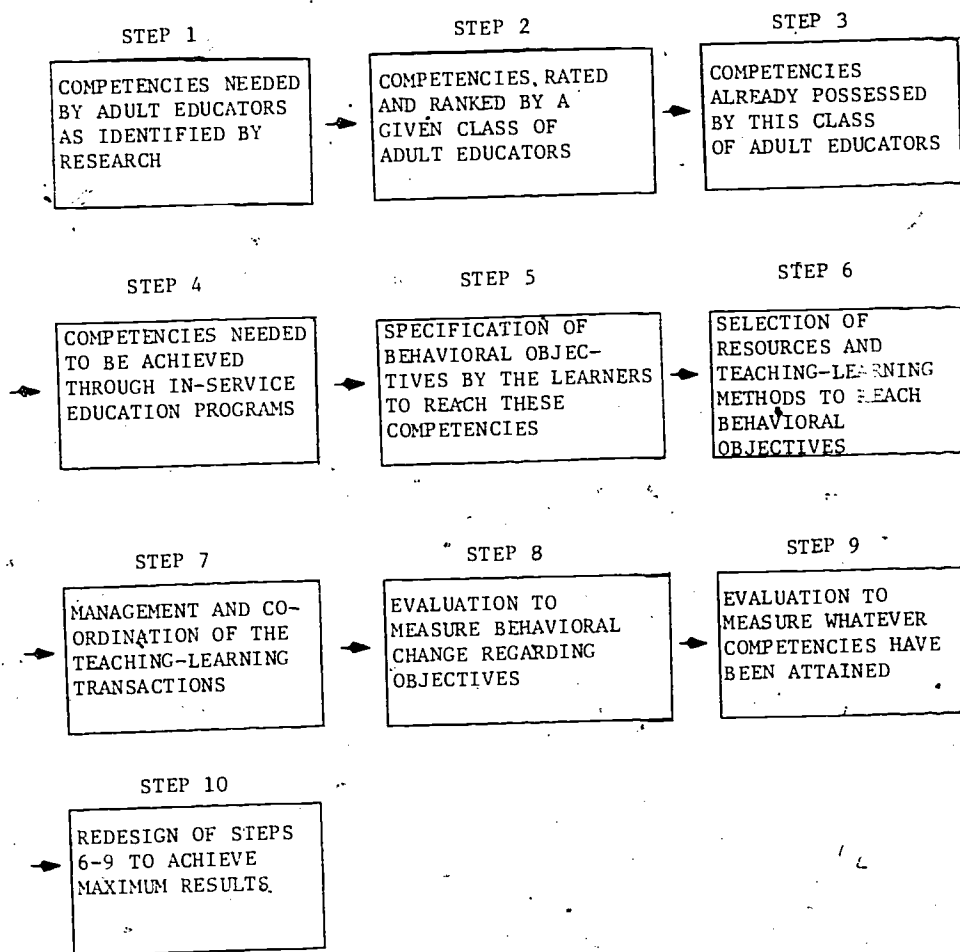 STEP 1
COMPETENCIES NEEDED
BY ADULT EDUCATORS
AS IDENTIFIED BY
RESEARCH
STEP 2
COMPETENCIES, RATED
AND RANKED BY A
GIVEN CLASS OF
ADULT EDUCATORS
STEP 3
COMPETENCIES
ALREADY POSSESSED
BY THIS CLASS
OF ADULT EDUCATORS
STEP 4
COMPETENCIES NEEDED
TO BE ACHIEVED
THROUGH IN-SERVICE
EDUCATION PROGRAMS
STEP 5
SPECIFICATION OF
BEHAVIORAL OBJEC-
TIVES BY THE LEARNERS
TO REACH THESE
COMPETENCIES
STEP 6
SELECTION OF
RESOURCES AND
TEACHING-LEARNING
METHODS TO REACH
BEHAVIORAL
OBJECTIVES
STEP 7
MANAGEMENT AND CO-
ORDINATION OF THE
TEACHING-LEARNING
TRANSACTIONS
STEP 8
EVALUATION TO
MEASURE BEHAVIORAL
CHANGE REGARDING
OBJECTIVES
STEP 9
EVALUATION TO
MEASURE WHATEVER
COMPETENCIES HAVE
BEEN ATTAINED
STEP 10
REDESIGN OF STEPS
6-9 TO ACHIEVE
MAXIMUM RESULTS.